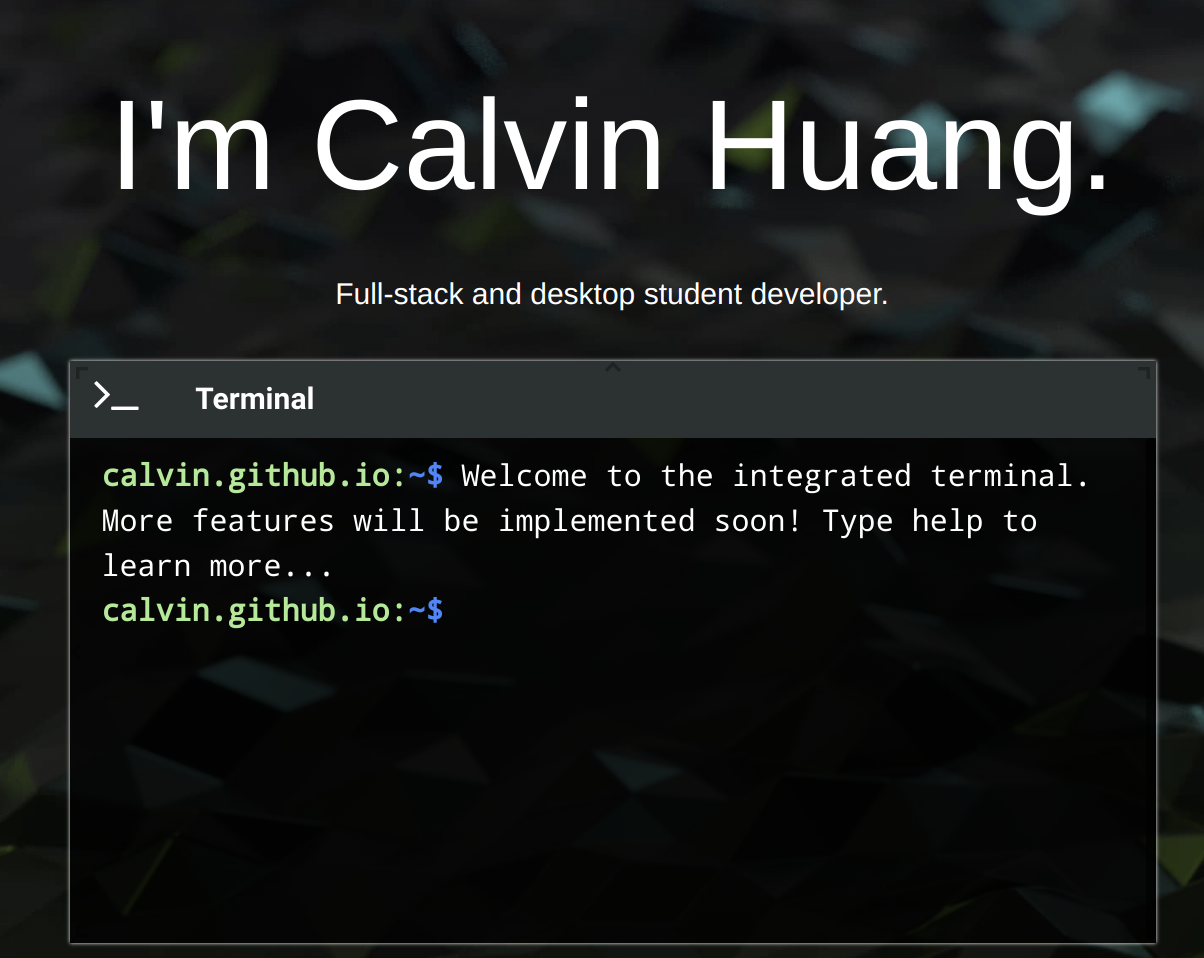 I'm Calvin Huang.
Full-stack and desktop student developer.
Terminal
calvin.github.io:~$ Welcome to the integrated terminal.
More features will be implemented soon! Type help to
learn more...
calvin.github.io:~$